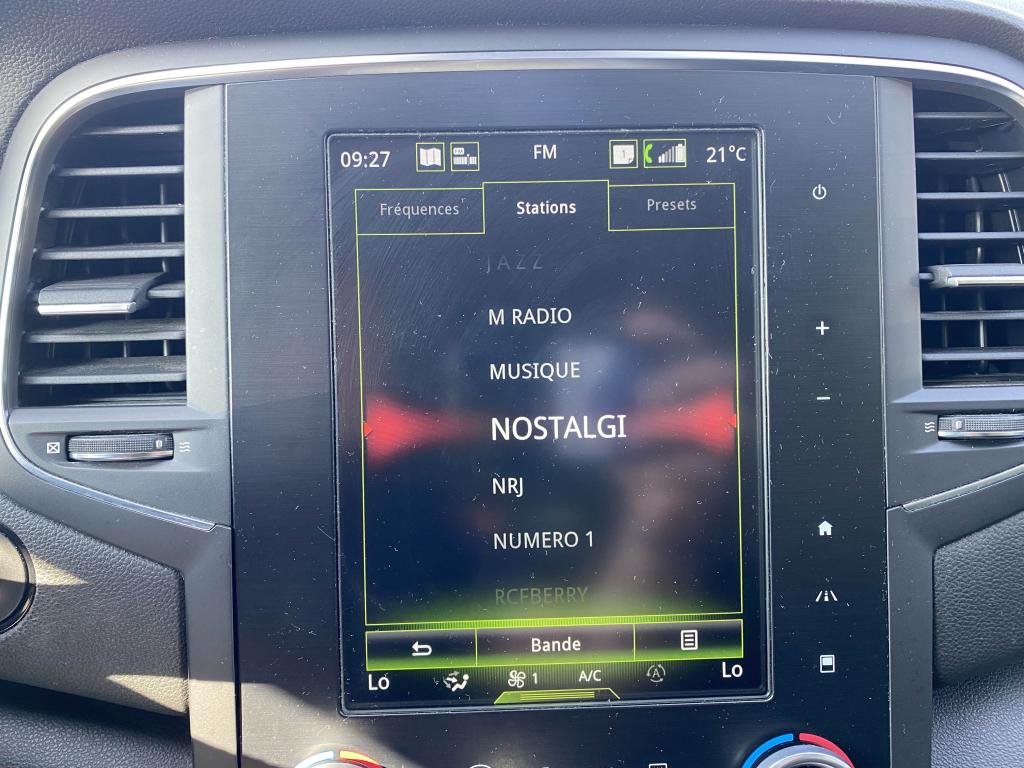 09:27 FM 1 21°C
Fréquences Stations Presets
JAZZ
M RADIO
MUSIQUE
NOSTALGI
NRJ
NUMERO 1
RCFBERRY
Bande
Lo 1 A/C A Lo